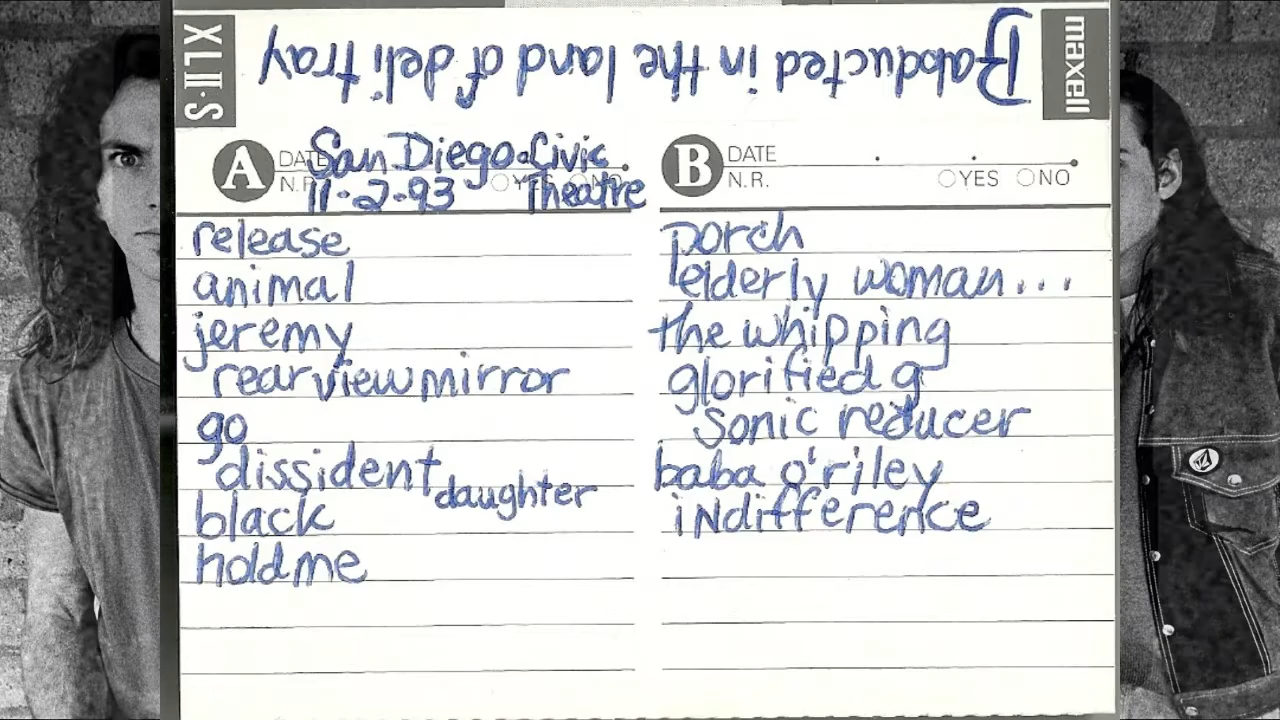 Babducted in the land of deli tray
XLII·S
maxell
A DATE San Diego Civic
N.R. 11-2-93 YES NO Theatre
release
animal
jeremy
rearviewmirror
go
dissident
daughter
black
hold me
B DATE
N.R. YES NO
porch
elderly woman...
the whipping
glorified g
sonic reducer
baba o'riley
indifference